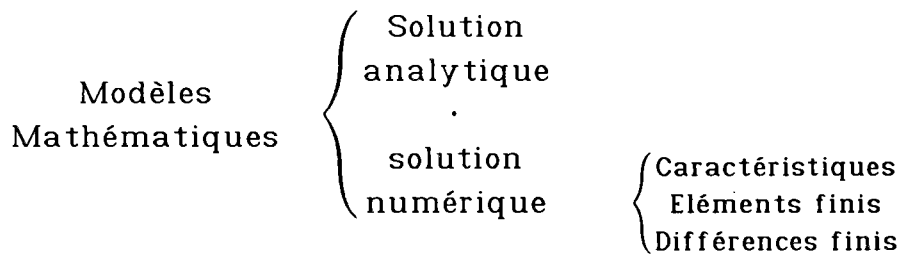 Modèles
Mathématiques
Solution
analytique
.
solution
numérique
Caractéristiques
Eléments finis
Différences finis